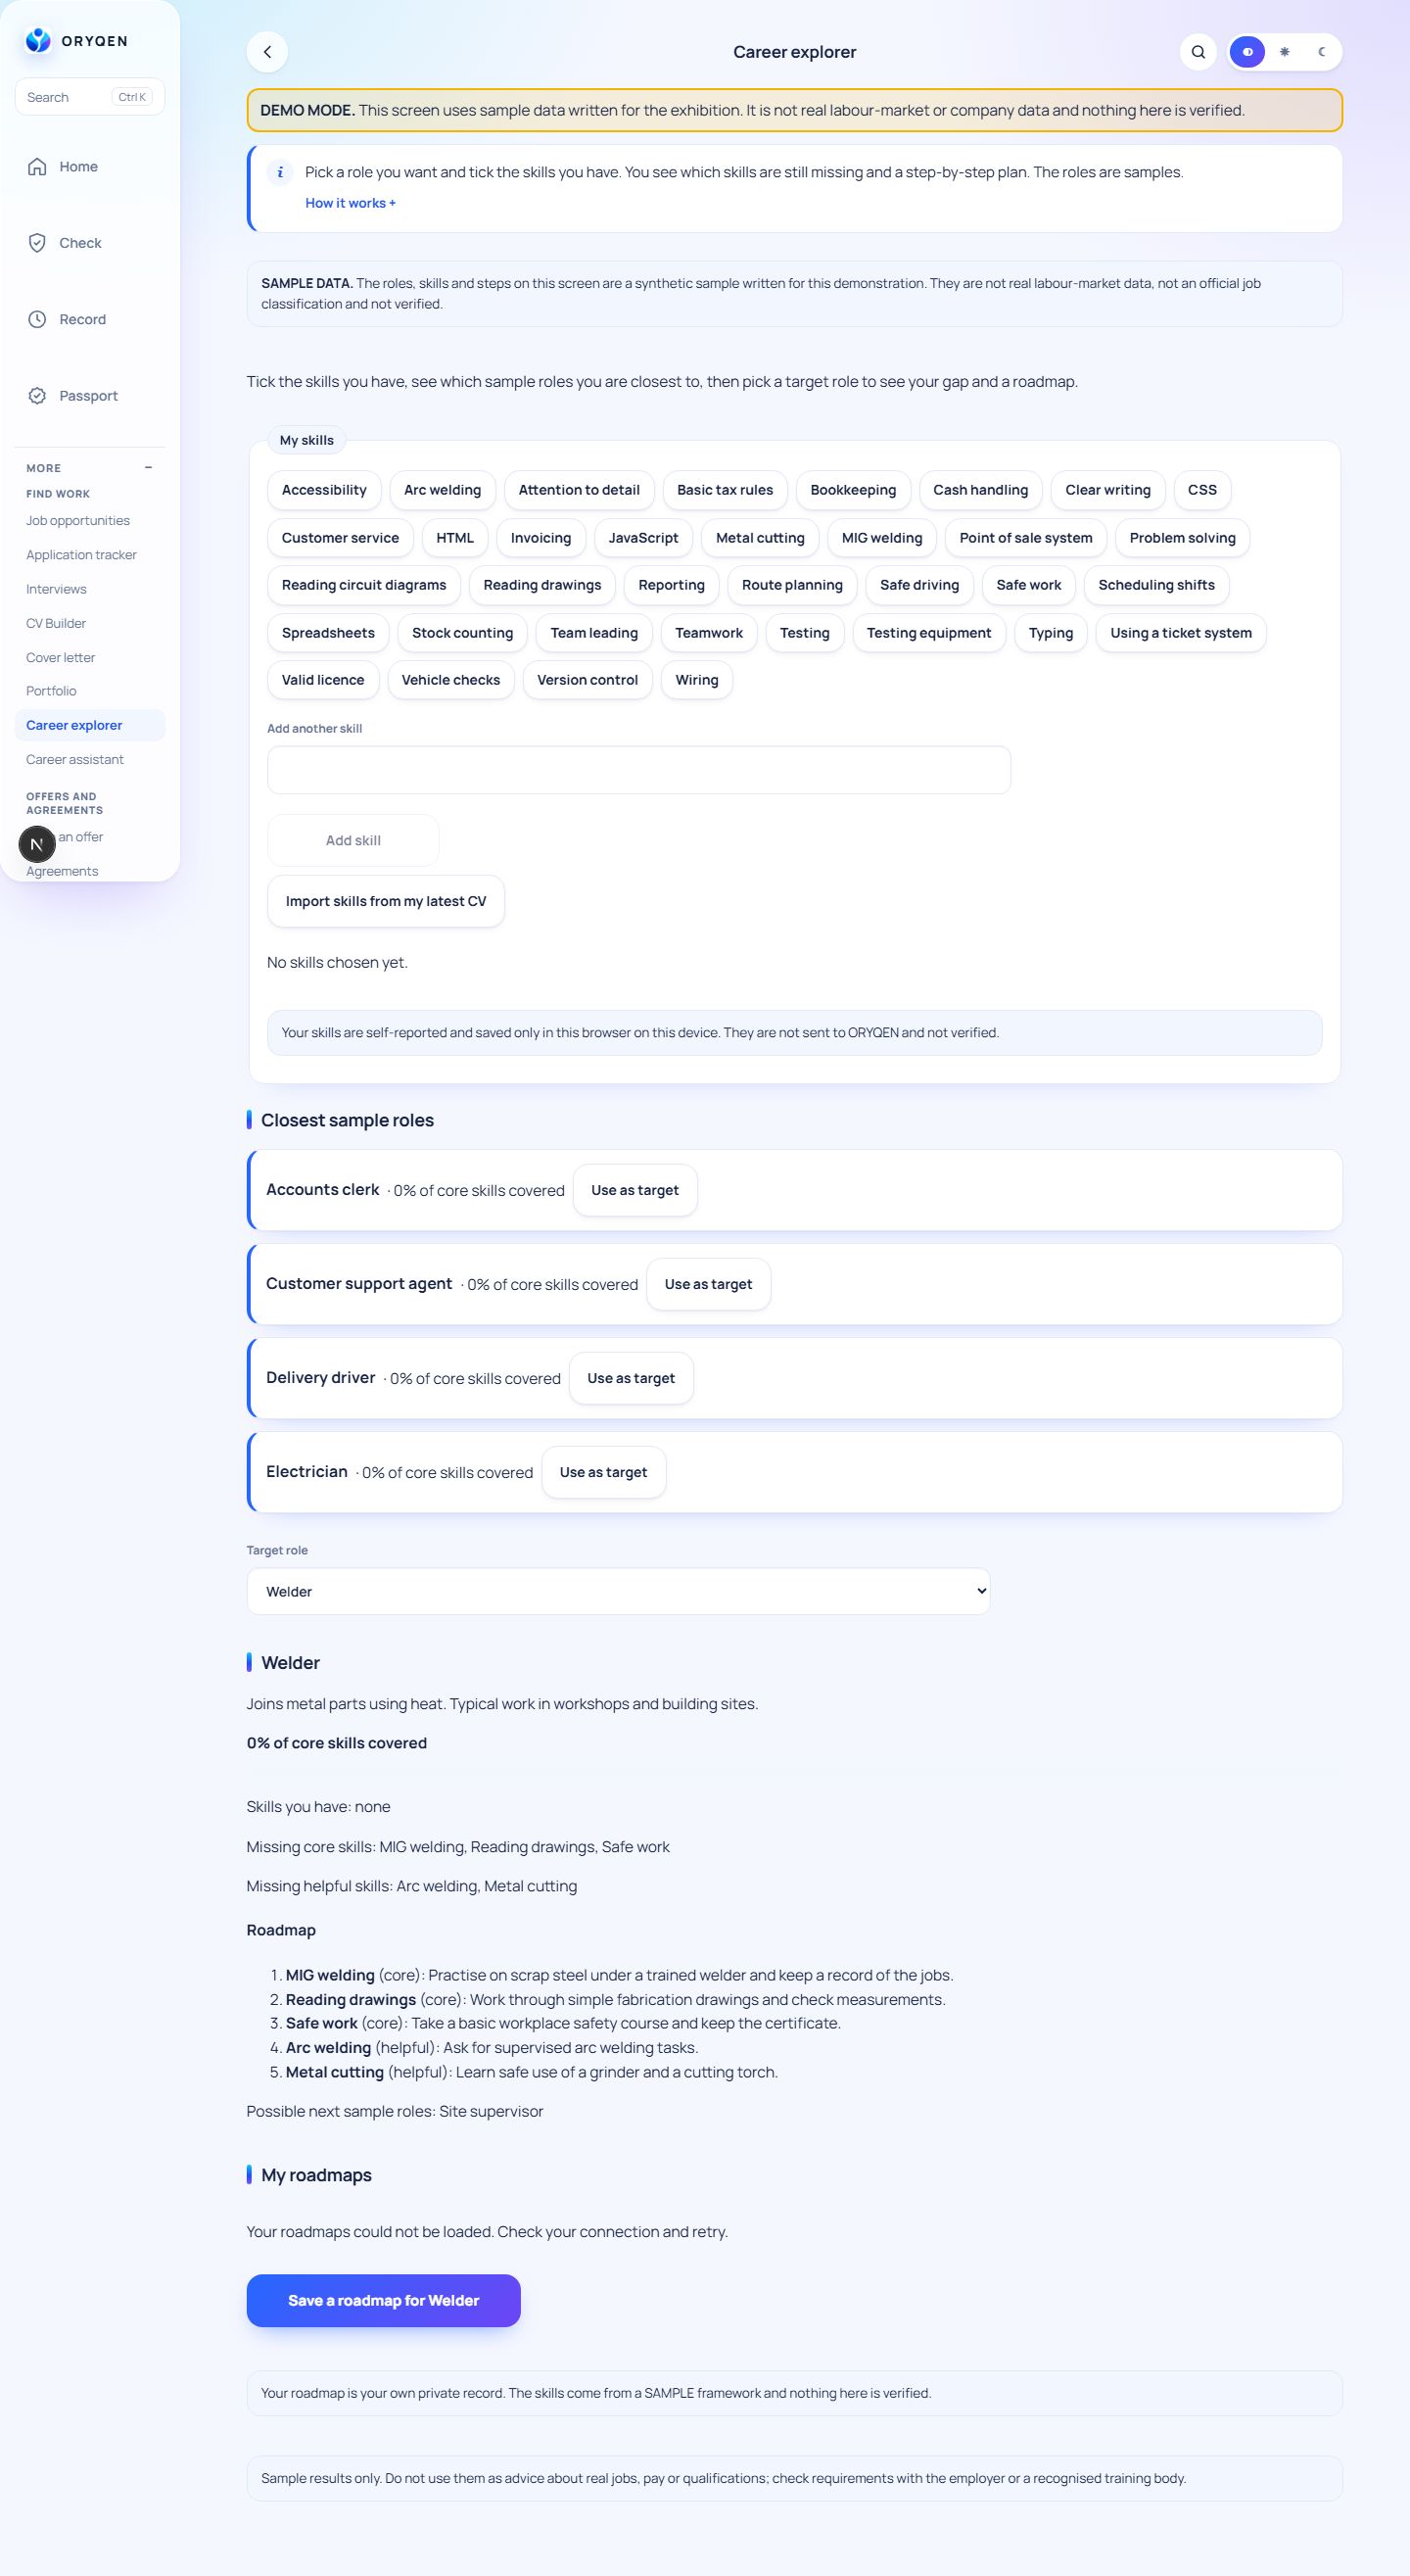 ORYQEN
Search Ctrl K
Home
Check
Record
Passport
MORE −
FIND WORK
Job opportunities
Application tracker
Interviews
CV Builder
Cover letter
Portfolio
Career explorer
Career assistant
OFFERS AND
AGREEMENTS
an offer
Agreements
Career explorer
DEMO MODE. This screen uses sample data written for the exhibition. It is not real labour-market or company data and nothing here is verified.
Pick a role you want and tick the skills you have. You see which skills are still missing and a step-by-step plan. The roles are samples.
How it works +
SAMPLE DATA. The roles, skills and steps on this screen are a synthetic sample written for this demonstration. They are not real labour-market data, not an official job
classification and not verified.
Tick the skills you have, see which sample roles you are closest to, then pick a target role to see your gap and a roadmap.
My skills
Accessibility Arc welding Attention to detail Basic tax rules Bookkeeping Cash handling Clear writing CSS
Customer service HTML Invoicing JavaScript Metal cutting MIG welding Point of sale system Problem solving
Reading circuit diagrams Reading drawings Reporting Route planning Safe driving Safe work Scheduling shifts
Spreadsheets Stock counting Team leading Teamwork Testing Testing equipment Typing Using a ticket system
Valid licence Vehicle checks Version control Wiring
Add another skill
Add skill
Import skills from my latest CV
No skills chosen yet.
Your skills are self-reported and saved only in this browser on this device. They are not sent to ORYQEN and not verified.
Closest sample roles
Accounts clerk · 0% of core skills covered Use as target
Customer support agent · 0% of core skills covered Use as target
Delivery driver · 0% of core skills covered Use as target
Electrician · 0% of core skills covered Use as target
Target role
Welder
Welder
Joins metal parts using heat. Typical work in workshops and building sites.
0% of core skills covered
Skills you have: none
Missing core skills: MIG welding, Reading drawings, Safe work
Missing helpful skills: Arc welding, Metal cutting
Roadmap
1. MIG welding (core): Practise on scrap steel under a trained welder and keep a record of the jobs.
2. Reading drawings (core): Work through simple fabrication drawings and check measurements.
3. Safe work (core): Take a basic workplace safety course and keep the certificate.
4. Arc welding (helpful): Ask for supervised arc welding tasks.
5. Metal cutting (helpful): Learn safe use of a grinder and a cutting torch.
Possible next sample roles: Site supervisor
My roadmaps
Your roadmaps could not be loaded. Check your connection and retry.
Save a roadmap for Welder
Your roadmap is your own private record. The skills come from a SAMPLE framework and nothing here is verified.
Sample results only. Do not use them as advice about real jobs, pay or qualifications; check requirements with the employer or a recognised training body.